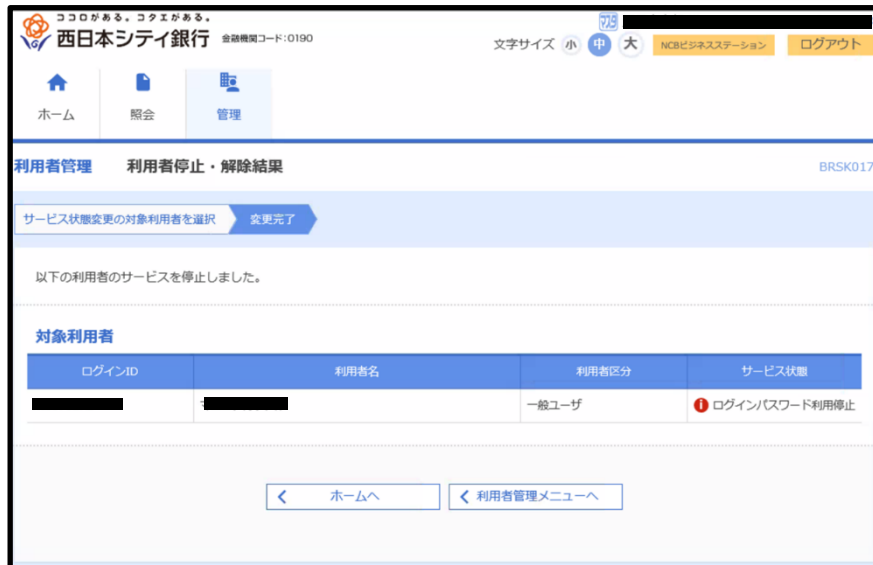 ココロがある。コタエがある。
西日本シティ銀行 金融機関コード:0190
文字サイズ 小 中 大 NCBビジネスステーション ログアウト
ホーム 照会 管理
利用者管理 利用者停止・解除結果 BRSK017
サービス状態変更の対象利用者を選択 変更完了
以下の利用者のサービスを停止しました。
対象利用者
ログインID 利用者名 利用者区分 サービス状態
一般ユーザ ログインパスワード利用停止
ホームへ 利用者管理メニューへ